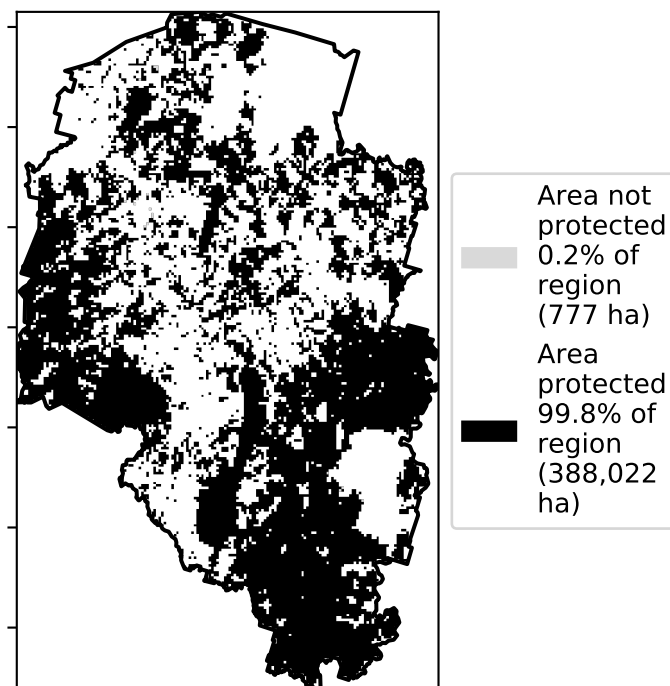 Area not
protected
0.2% of
region
(777 ha)
Area
protected
99.8% of
region
(388,022
ha)